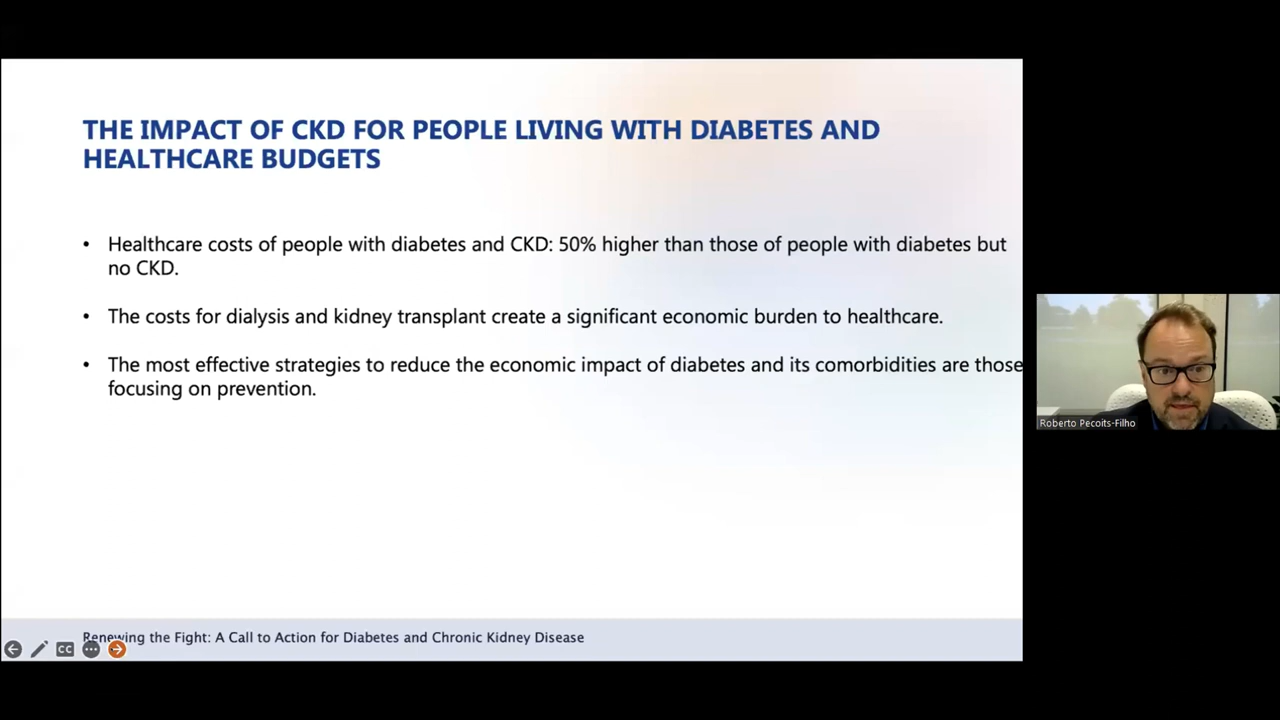 THE IMPACT OF CKD FOR PEOPLE LIVING WITH DIABETES AND
HEALTHCARE BUDGETS
• Healthcare costs of people with diabetes and CKD: 50% higher than those of people with diabetes but
no CKD.
• The costs for dialysis and kidney transplant create a significant economic burden to healthcare.
• The most effective strategies to reduce the economic impact of diabetes and its comorbidities are those
focusing on prevention.
Roberto Pecoits-Filho
Renewing the Fight: A Call to Action for Diabetes and Chronic Kidney Disease
CC